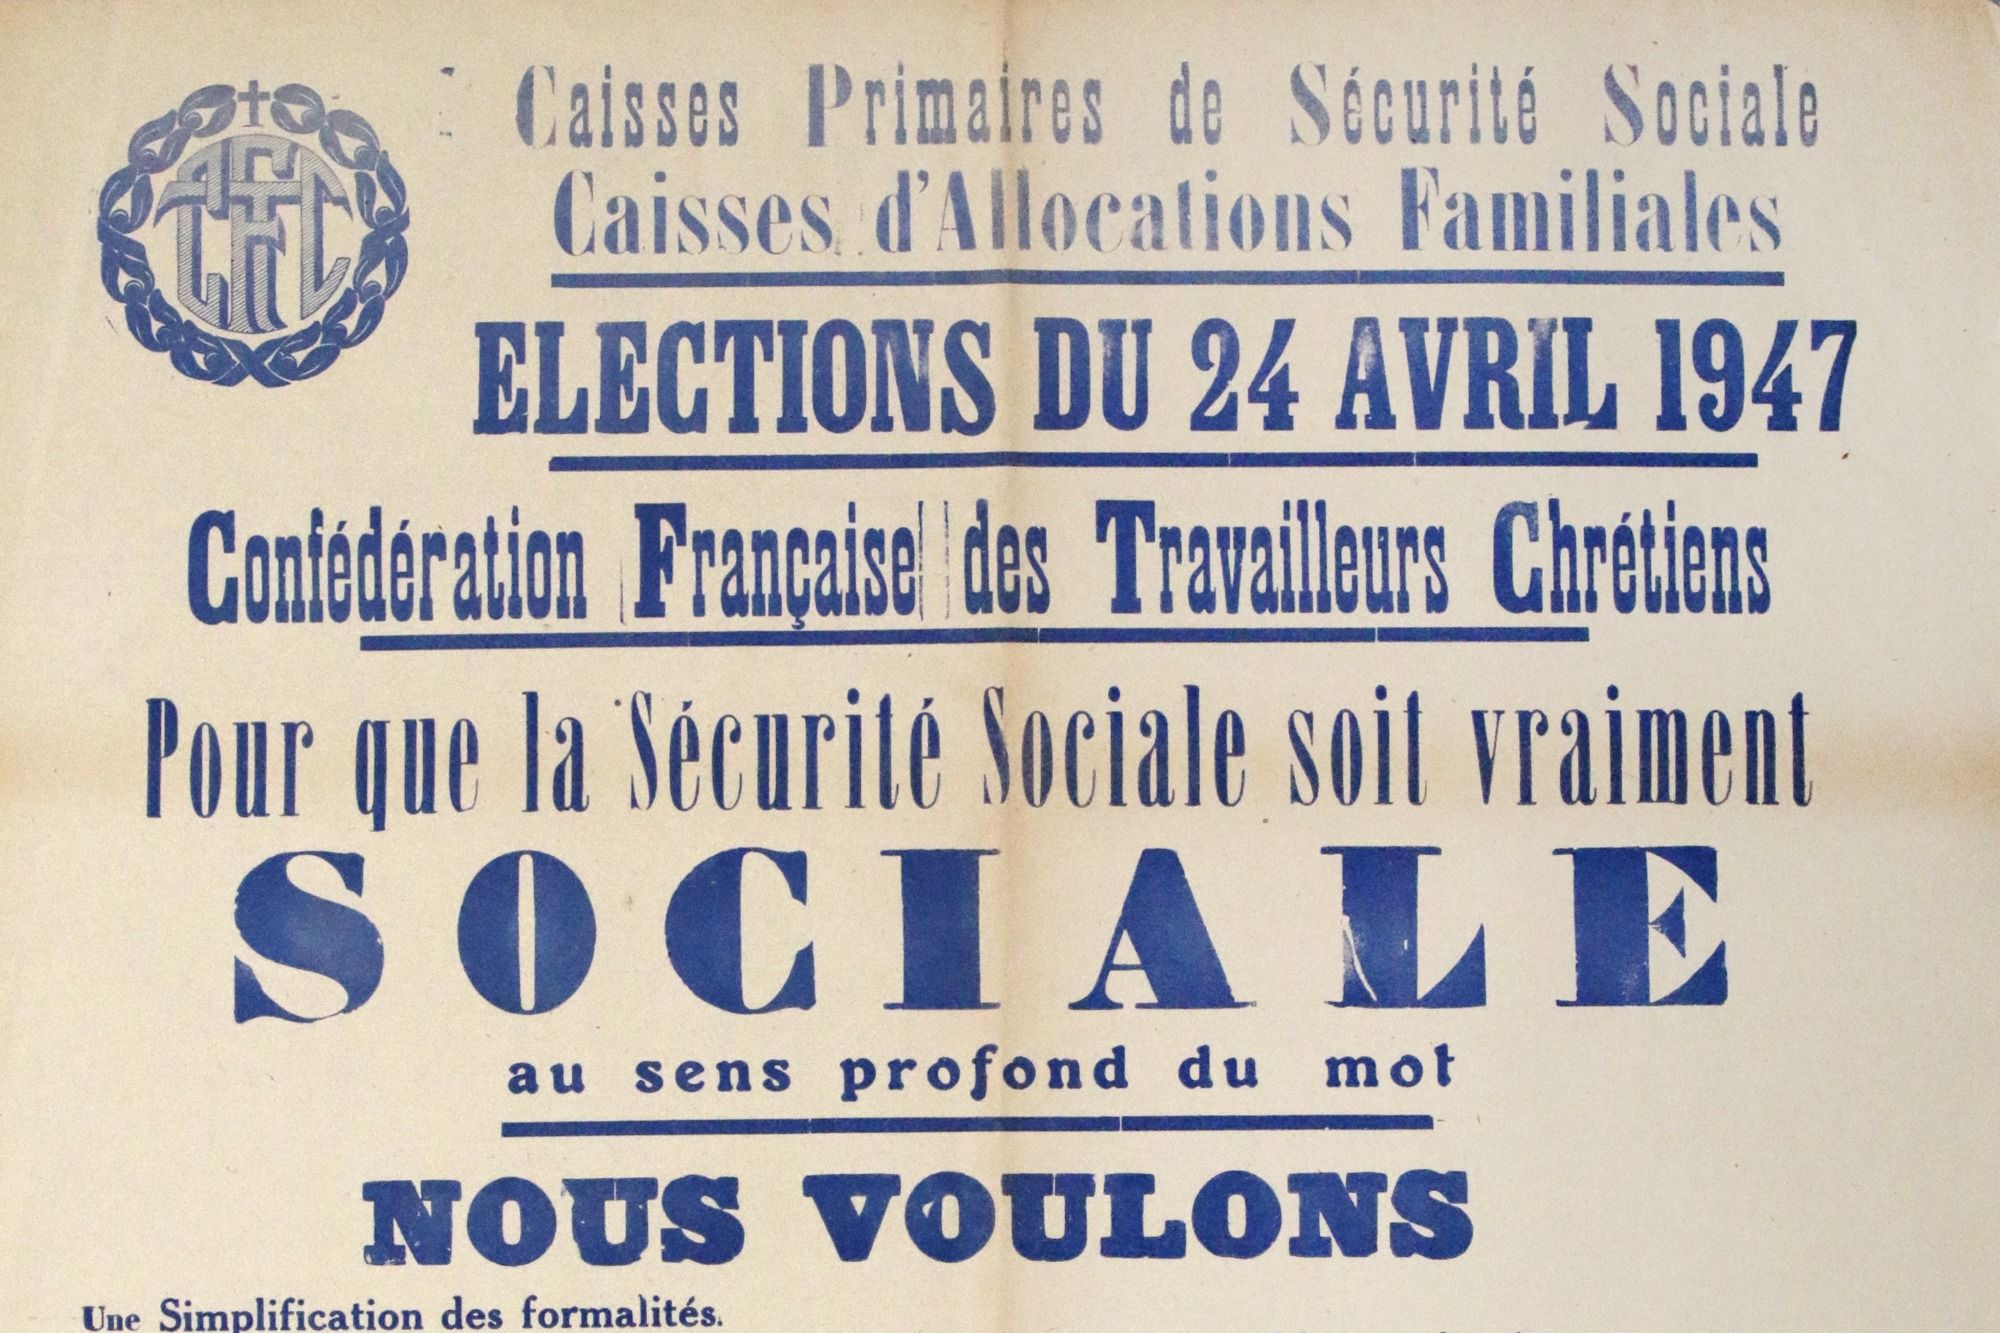 CFTC
Caisses Primaires de Sécurité Sociale
Caisses d'Allocations Familiales
ELECTIONS DU 24 AVRIL 1947
Confédération Française des Travailleurs Chrétiens
Pour que la Sécurité Sociale soit vraiment
SOCIALE
au sens profond du mot
NOUS VOULONS
Une Simplification des formalités.